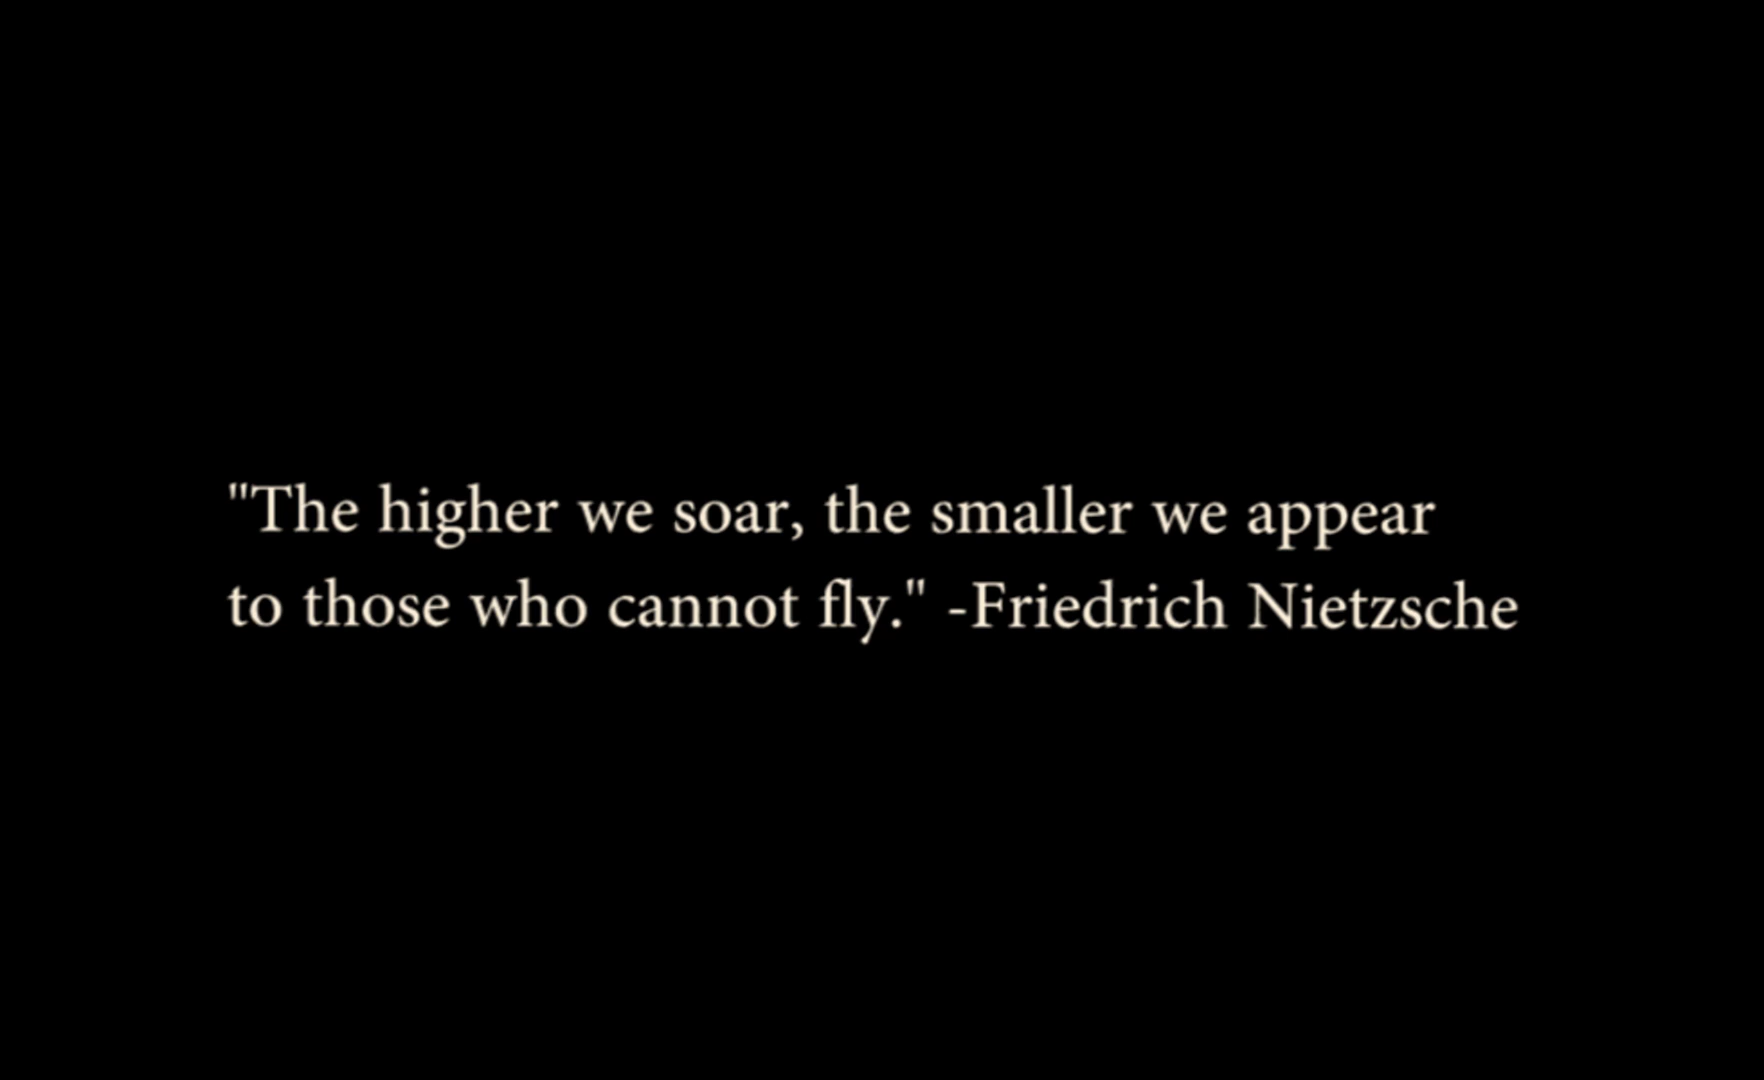 "The higher we soar, the smaller we appear
to those who cannot fly." -Friedrich Nietzsche